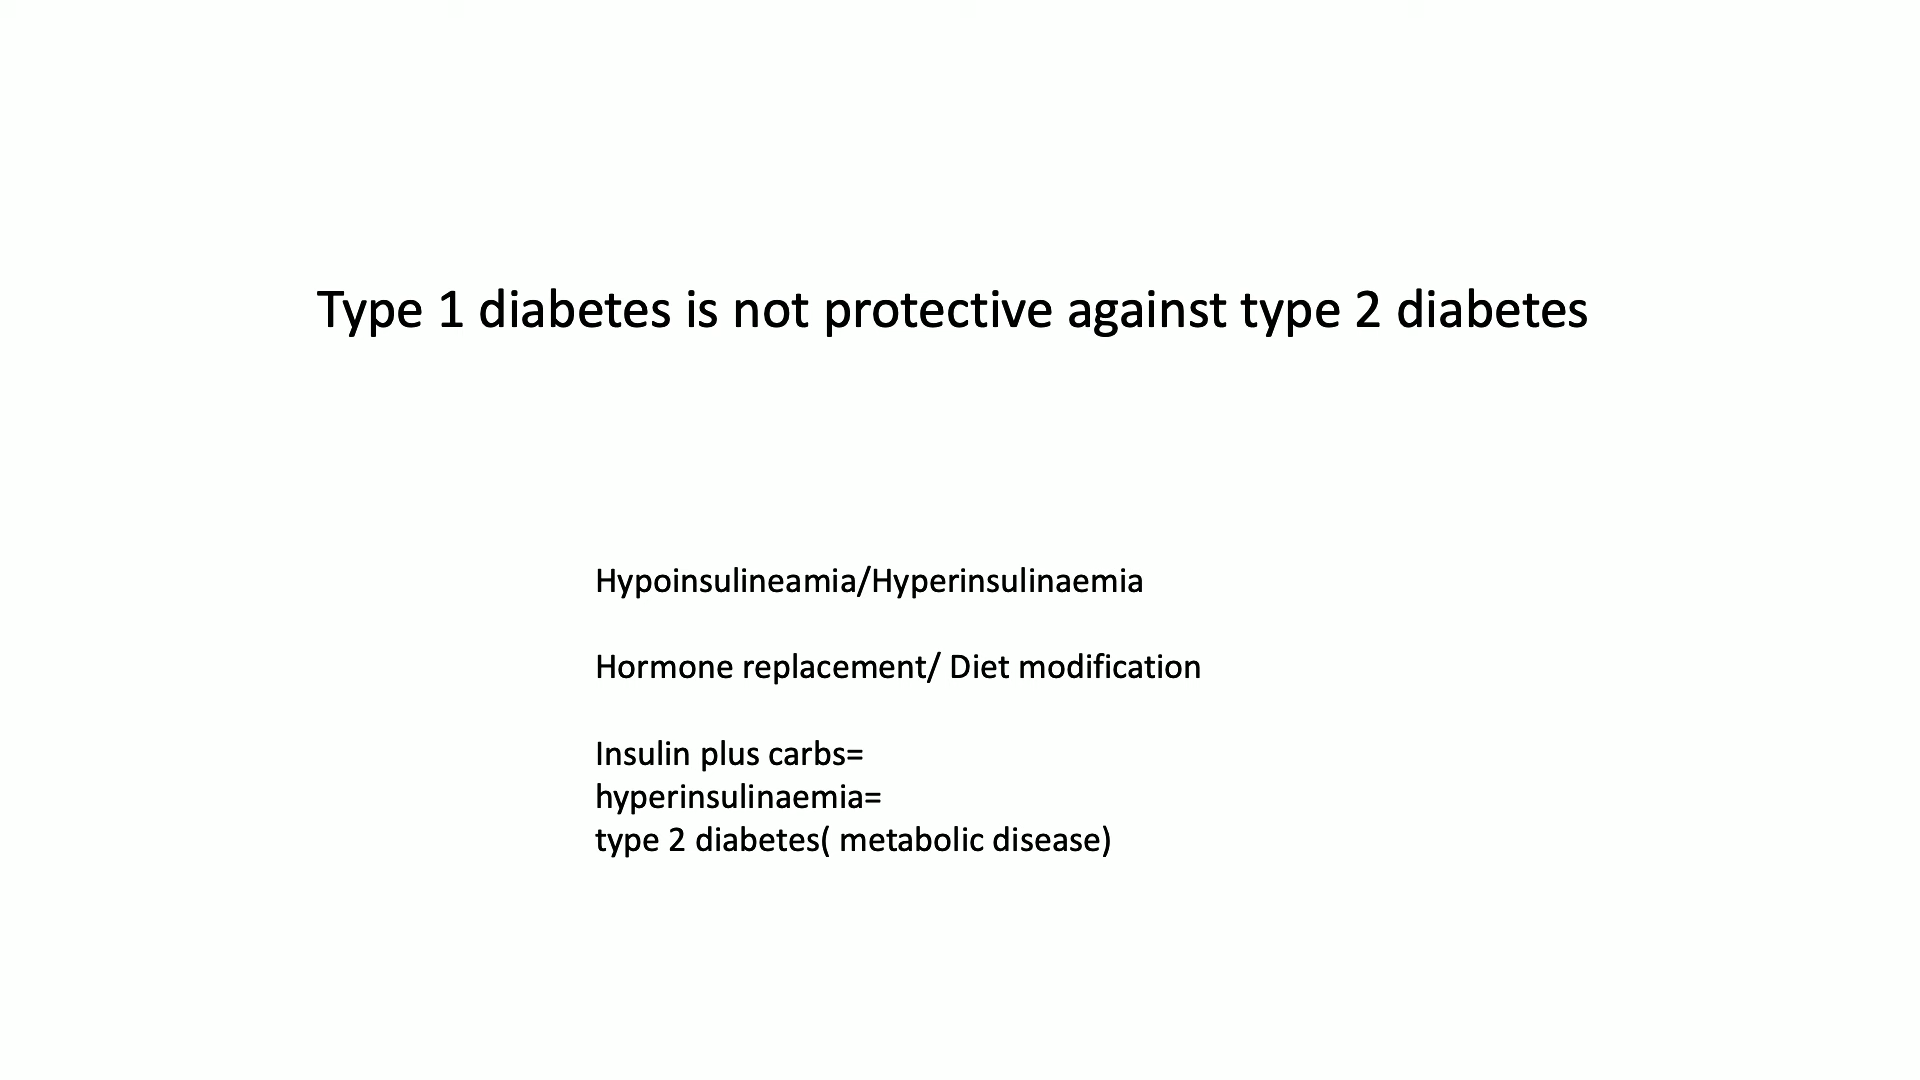 Type 1 diabetes is not protective against type 2 diabetes
Hypoinsulineamia/Hyperinsulinaemia
Hormone replacement/ Diet modification
Insulin plus carbs=
hyperinsulinaemia=
type 2 diabetes( metabolic disease)